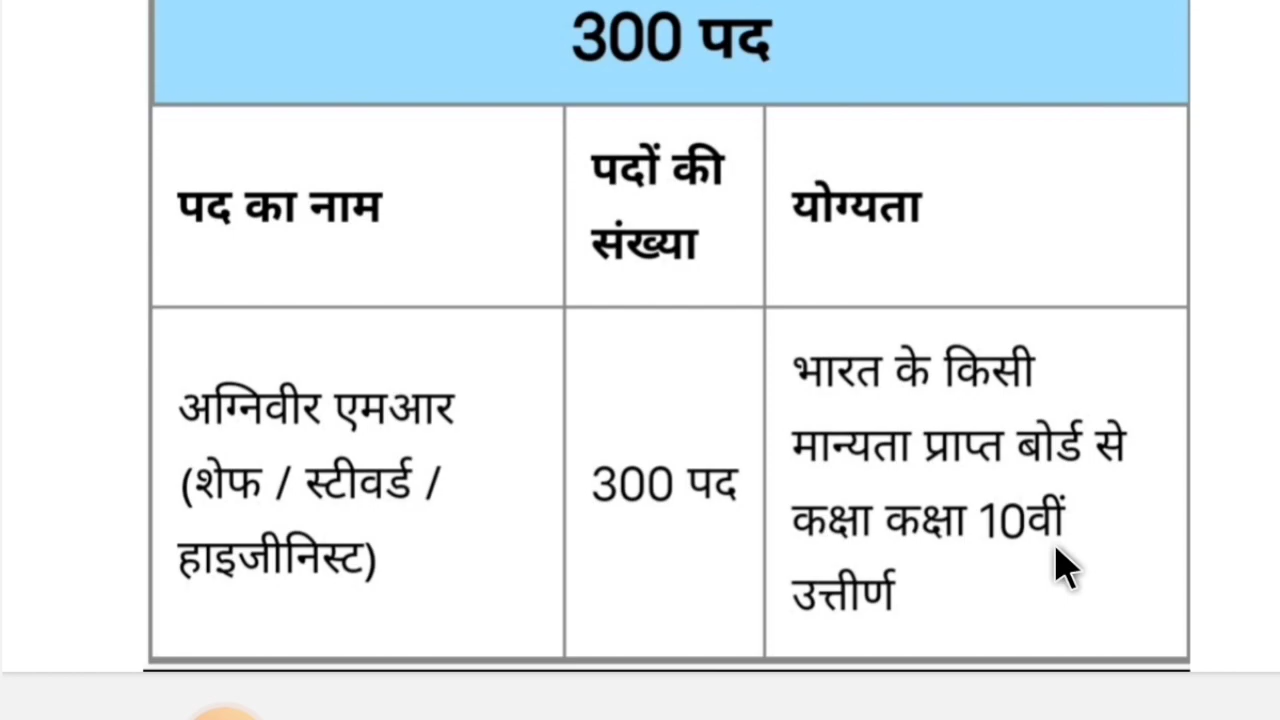 300 पद
पद का नाम
पदों की
संख्या
योग्यता
अग्निवीर एमआर
(शेफ / स्टीवर्ड /
हाइजीनिस्ट)
300 पद
भारत के किसी
मान्यता प्राप्त बोर्ड से
कक्षा कक्षा 10वीं
उत्तीर्ण